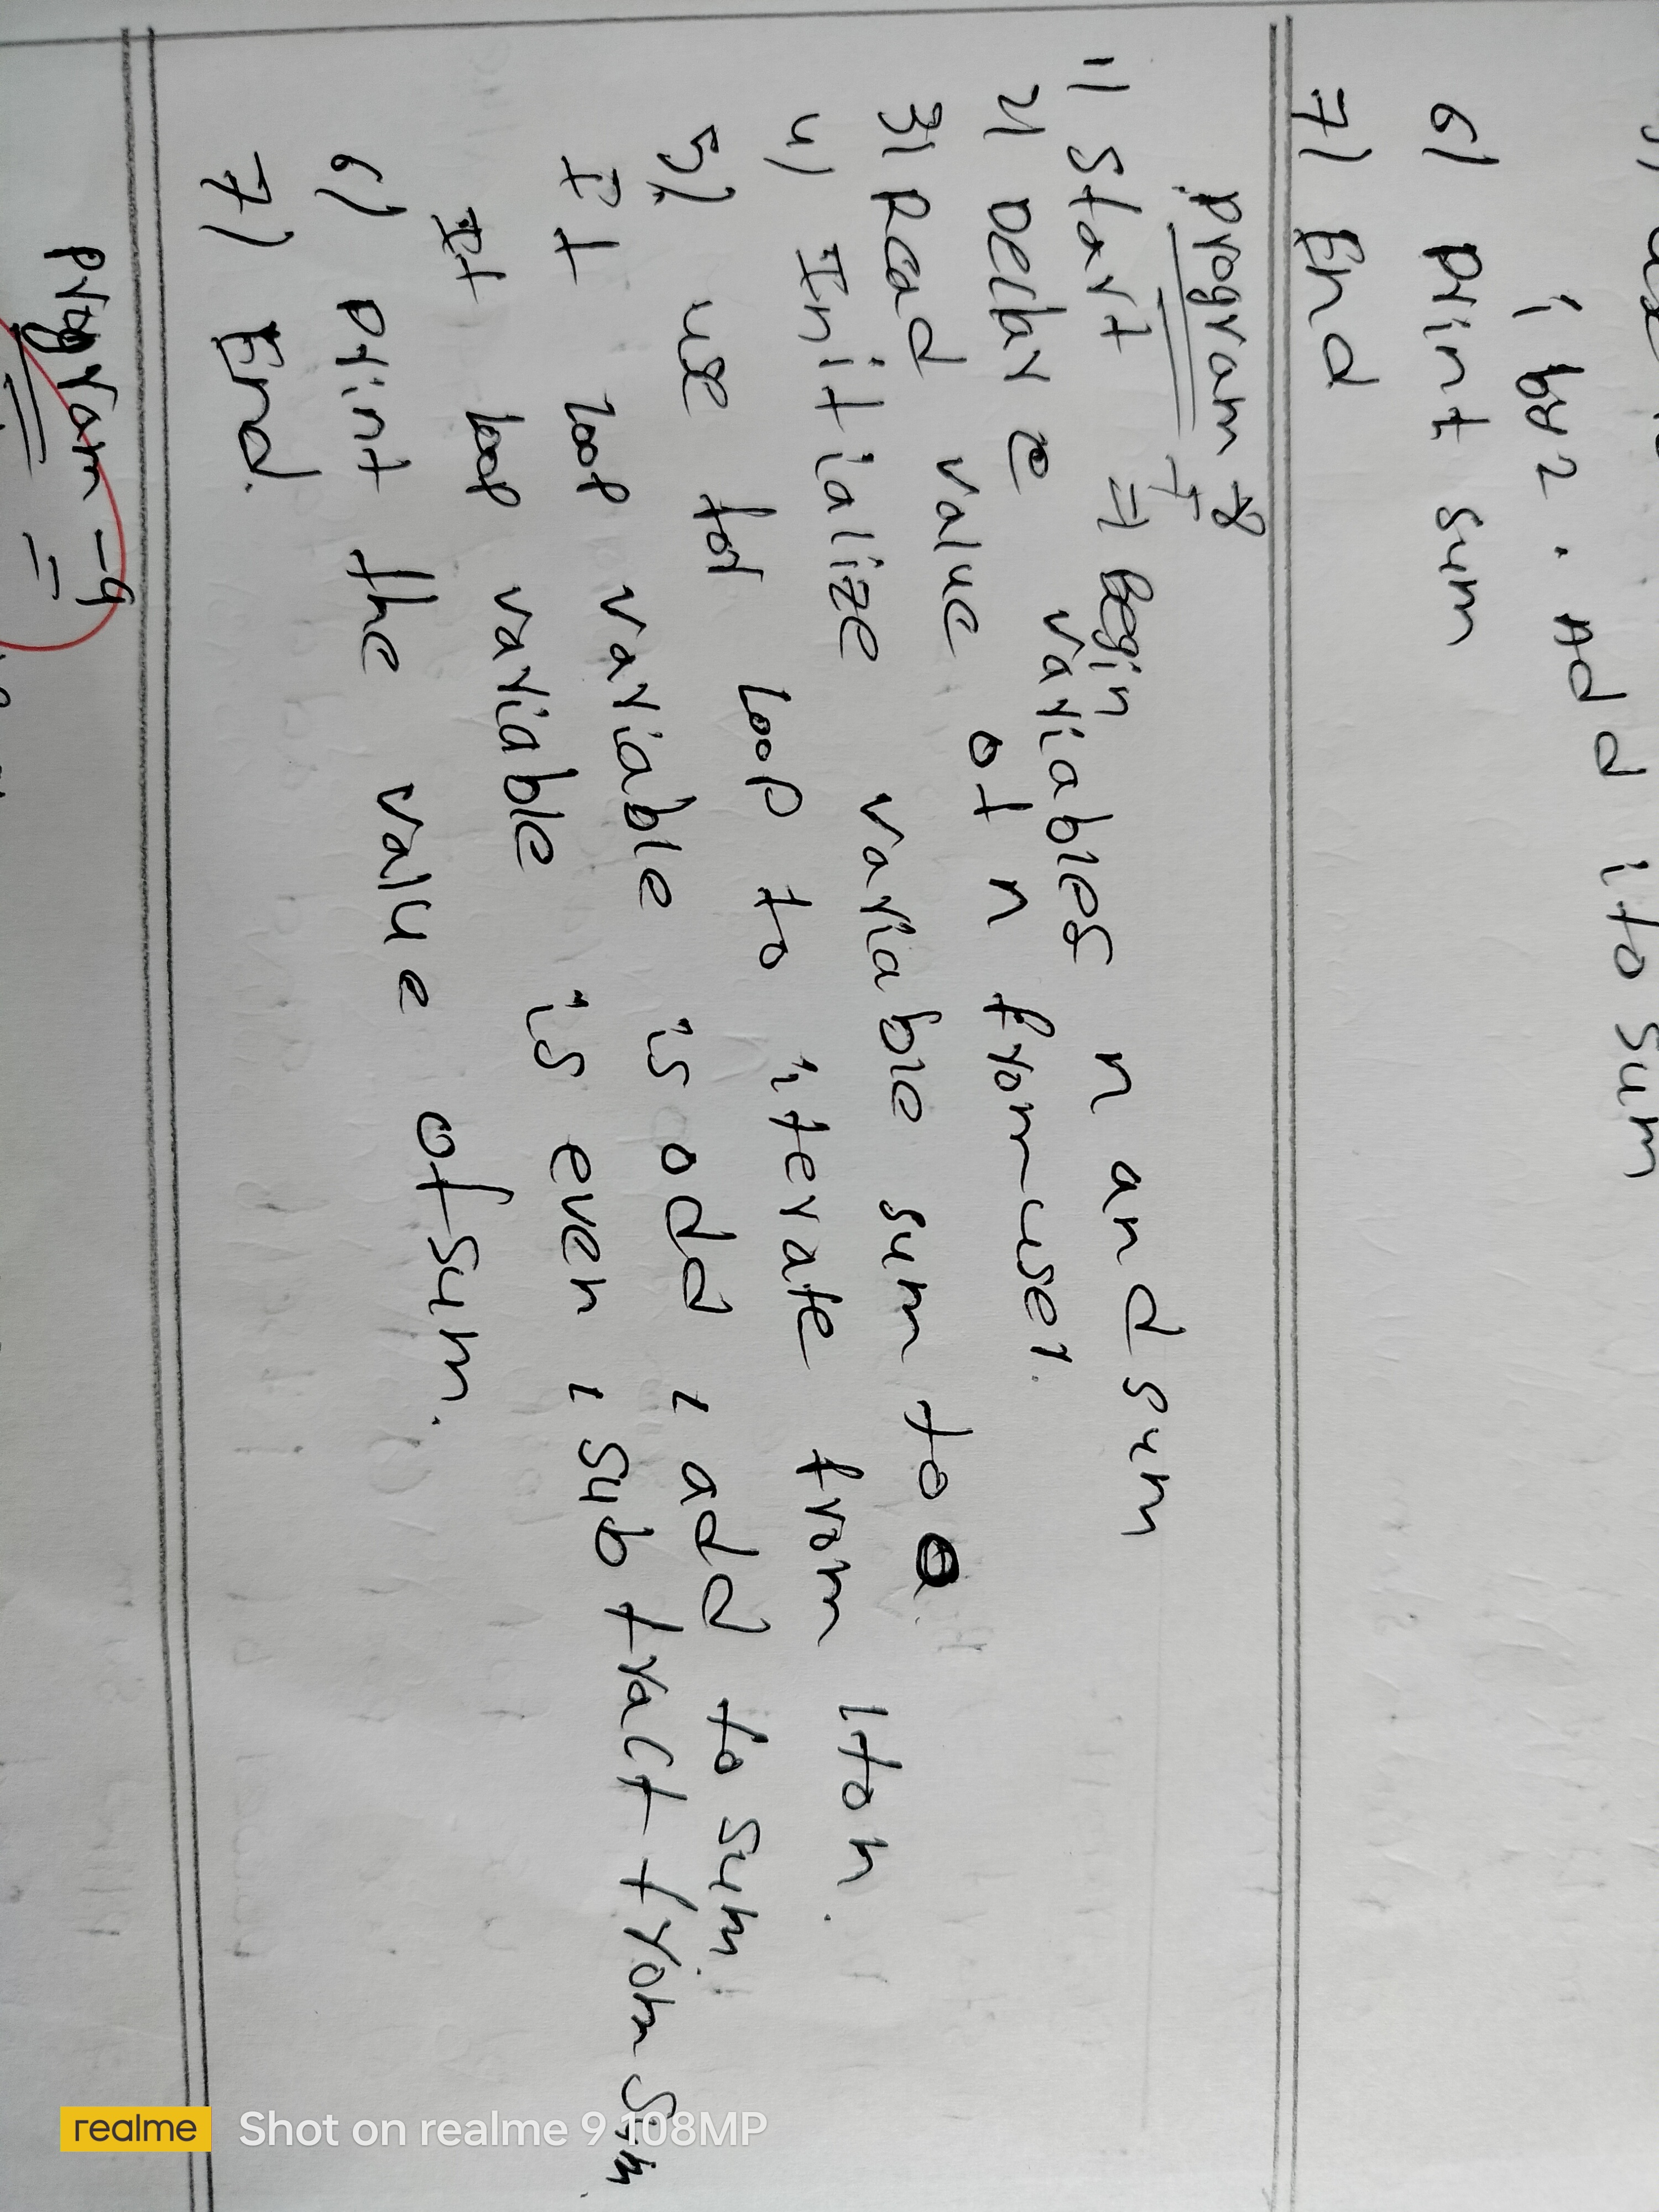 i by 2. Add i to sum
6) print sum
7) End
program 8
1) Start = Begin
2) Declare variables n and sum
3) Read value of n from user.
4) Initialize variable sum to 0.
5) use for loop to iterate from 1 to n.
If loop variable is odd, add to sum.
If loop variable is even, subtract from sum
6) print the value of sum.
7) End.
program - 9
realme Shot on realme 9 108MP